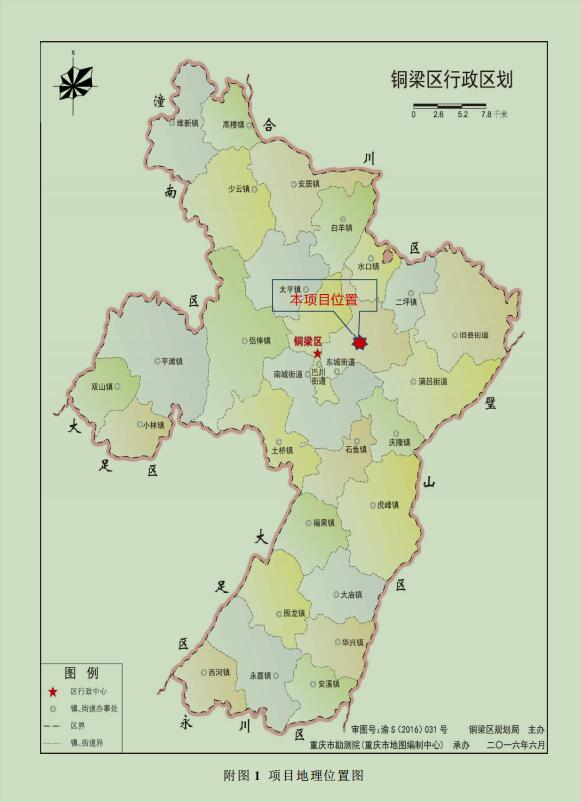 铜梁区行政区划
N
0 2.6 5.2 7.8 千米
潼
南
区
合
川
区
维新镇
高楼镇
少云镇
安居镇
白羊镇
水口镇
二坪镇
太平镇
本项目位置
旧县街道
铜梁区
侣俸镇
东城街道
平滩镇
南城街道
巴川
街道
蒲吕街道
双山镇
璧
山
区
小林镇
大
足
区
庆隆镇
土桥镇
石鱼镇
虎峰镇
福果镇
大
足
区
大庙镇
围龙镇
华兴镇
西河镇
永嘉镇
安溪镇
永
川
区
图 例
区行政中心
镇、街道办事处
区界
镇、街道界
审图号:渝S(2016)031号 铜梁区规划局 主办
重庆市勘测院(重庆市地图编制中心) 承办 二〇一六年六月
附图 1 项目地理位置图